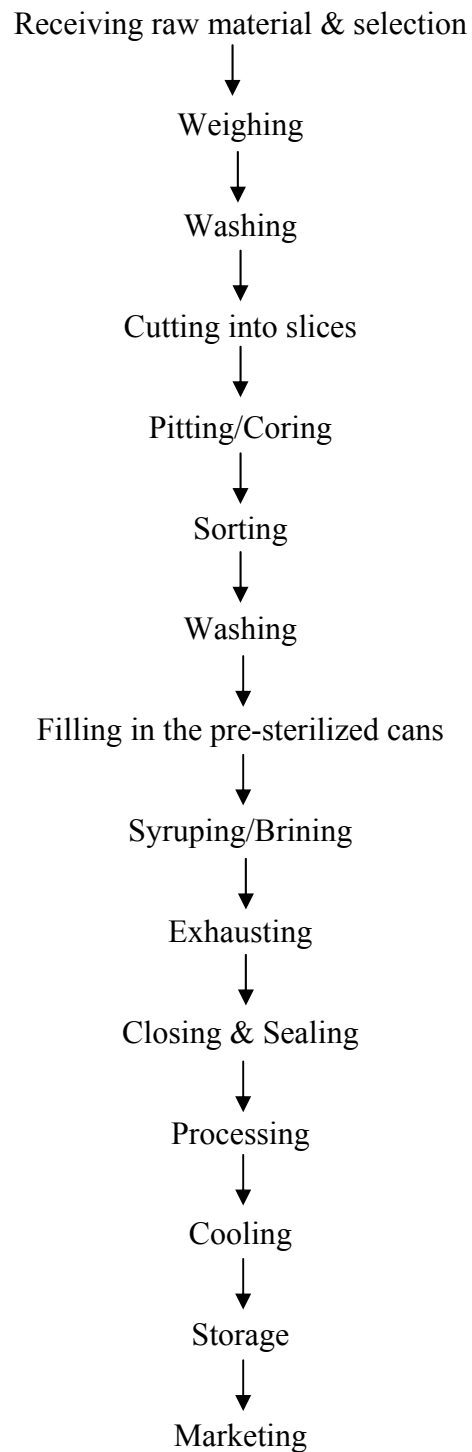 Receiving raw material & selection
Weighing
Washing
Cutting into slices
Pitting/Coring
Sorting
Washing
Filling in the pre-sterilized cans
Syruping/Brining
Exhausting
Closing & Sealing
Processing
Cooling
Storage
Marketing